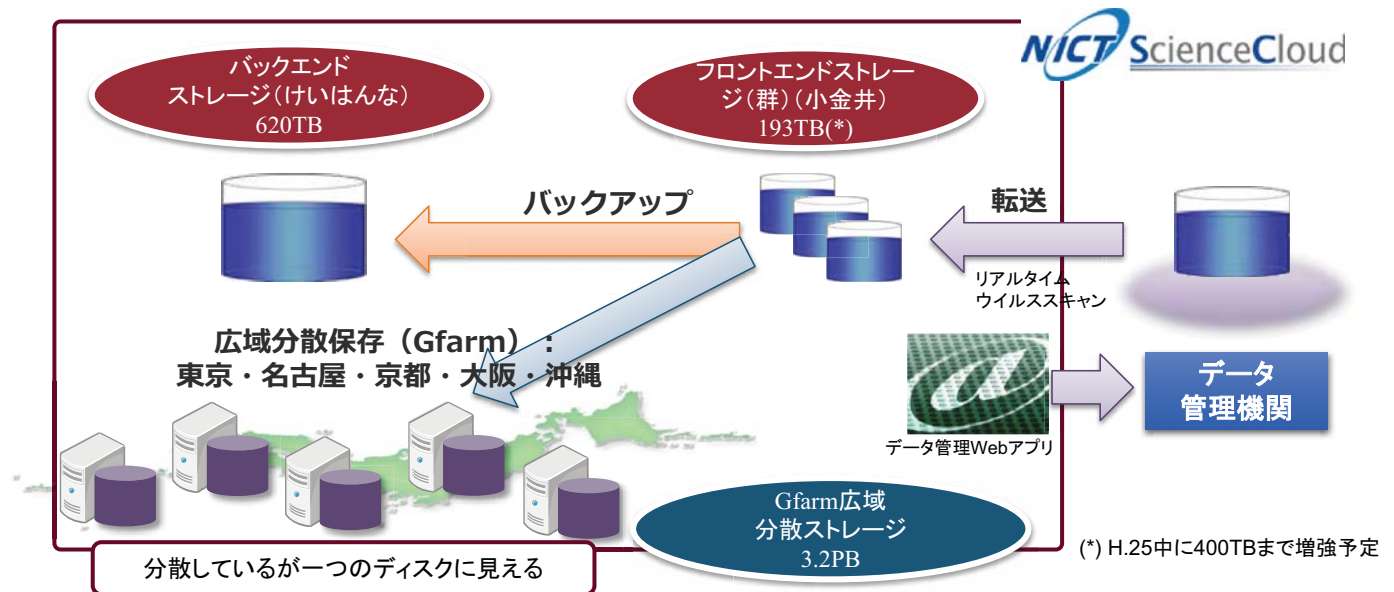 NICT ScienceCloud
バックエンド
ストレージ(けいはんな)
620TB
フロントエンドストレー
ジ(群)(小金井)
193TB(*)
バックアップ
転送
リアルタイム
ウイルススキャン
広域分散保存（Gfarm）：
東京・名古屋・京都・大阪・沖縄
データ管理Webアプリ
データ
管理機関
Gfarm広域
分散ストレージ
3.2PB
分散しているが一つのディスクに見える
(*) H.25中に400TBまで増強予定